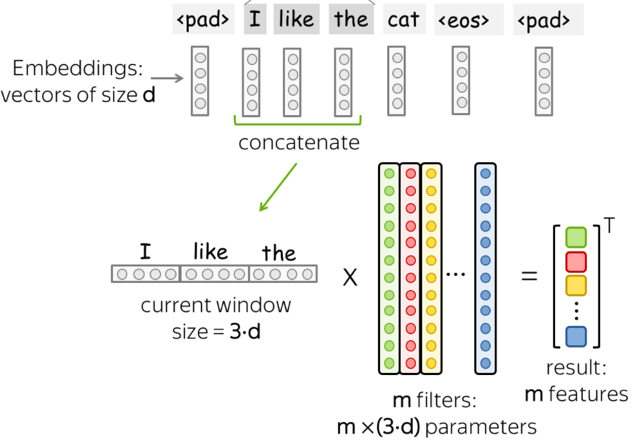 <pad> I like the cat <eos> <pad>
Embeddings:
vectors of size d
concatenate
I like the
X
...
=
T
current window
size = 3·d
m filters:
m ×(3·d) parameters
result:
m features